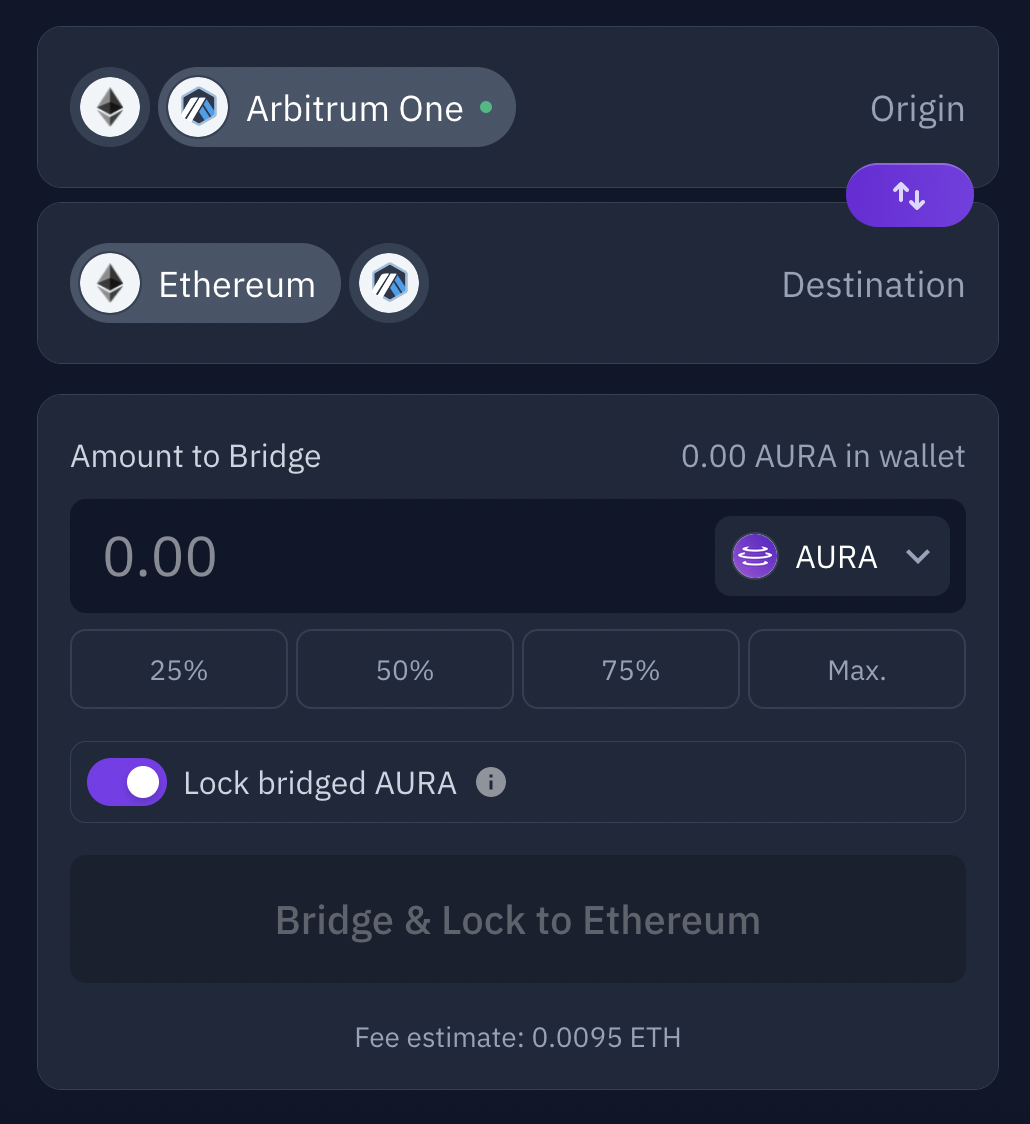 Arbitrum One
Origin
Ethereum
Destination
Amount to Bridge
0.00 AURA in wallet
0.00
AURA
25%
50%
75%
Max.
Lock bridged AURA
Bridge & Lock to Ethereum
Fee estimate: 0.0095 ETH